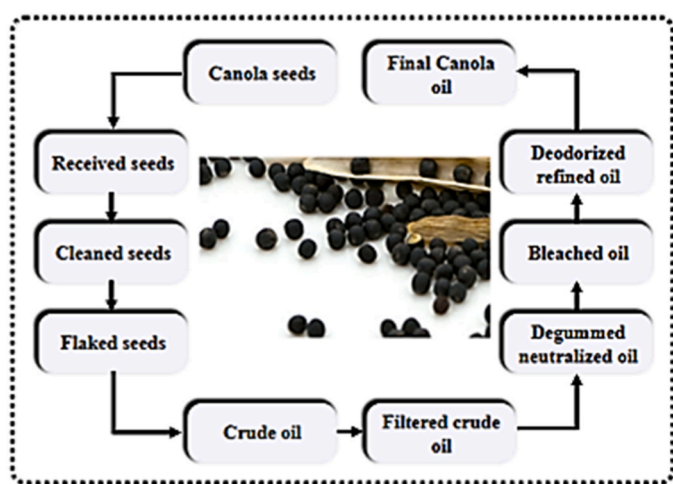 Canola seeds
Received seeds
Cleaned seeds
Flaked seeds
Crude oil
Filtered crude
oil
Degummed
neutralized oil
Bleached oil
Deodorized
refined oil
Final Canola
oil